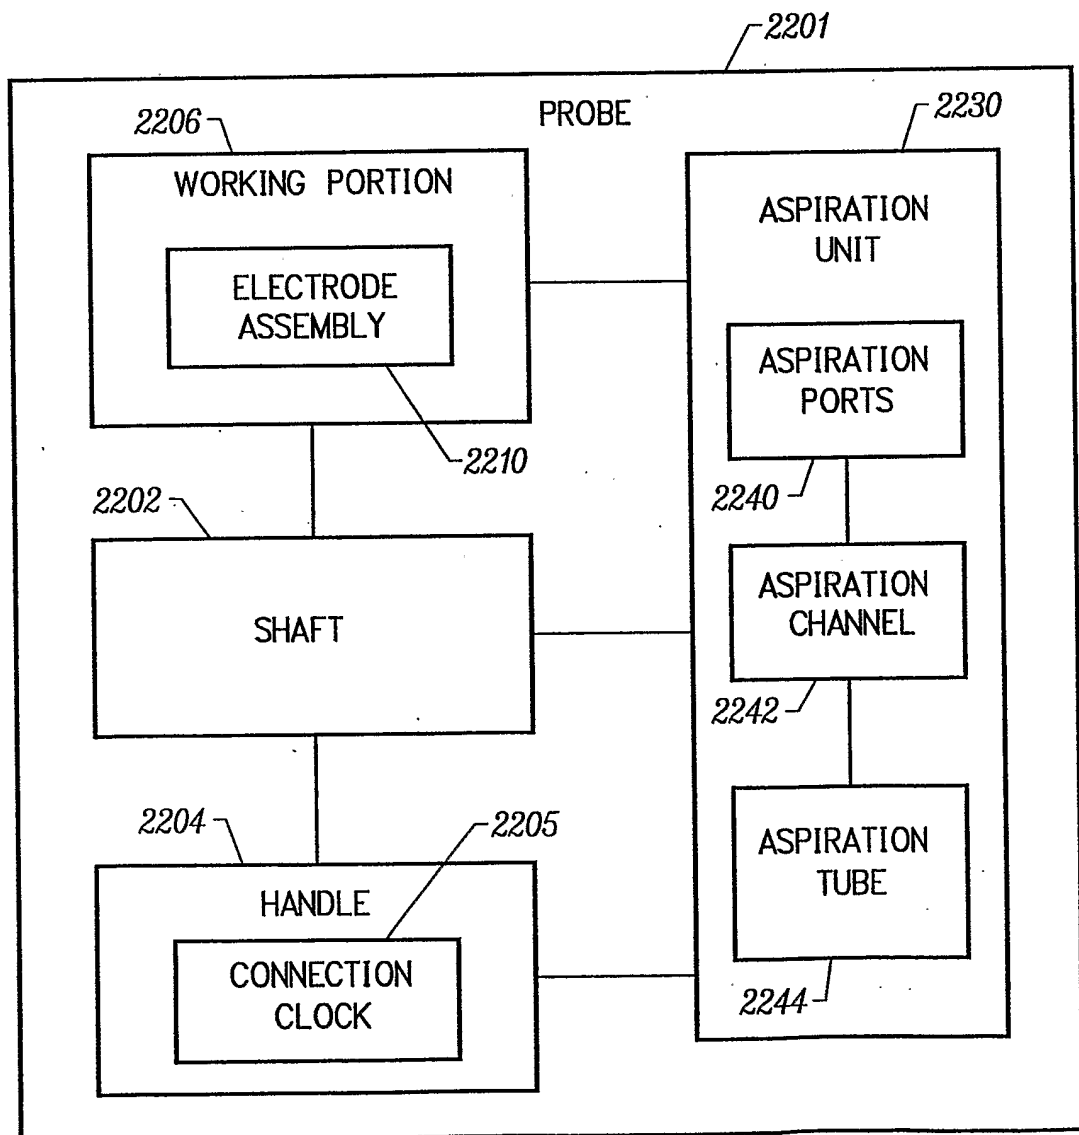 2201
PROBE
2206
2230
WORKING PORTION
ELECTRODE
ASSEMBLY
2210
ASPIRATION
UNIT
ASPIRATION
PORTS
2240
2202
SHAFT
ASPIRATION
CHANNEL
2242
2204
2205
HANDLE
CONNECTION
CLOCK
ASPIRATION
TUBE
2244